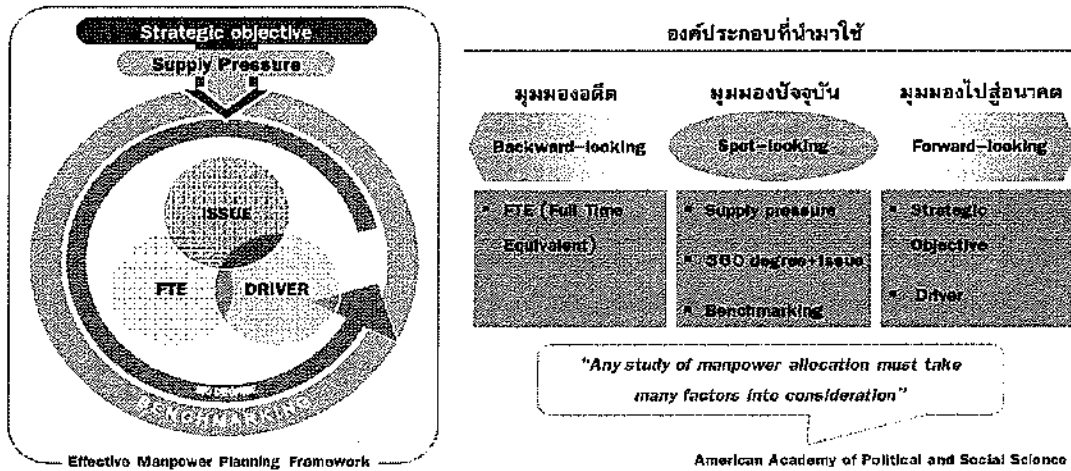 Strategic objective
Supply Pressure
ISSUE
FTE
DRIVER
360 Degree
BENCHMARKING
Effective Manpower Planning Framework
องค์ประกอบที่นำมาใช้
มุมมองอดีต
มุมมองปัจจุบัน
มุมมองไปสู่อนาคต
Backward-looking
Spot-looking
Forward-looking
▪ FTE (Full Time
Equivalent)
▪ Supply pressure
▪ 360 degree+Issue
▪ Benchmarking
▪ Strategic
Objective
▪ Driver
"Any study of manpower allocation must take
many factors into consideration"
American Academy of Political and Social Science